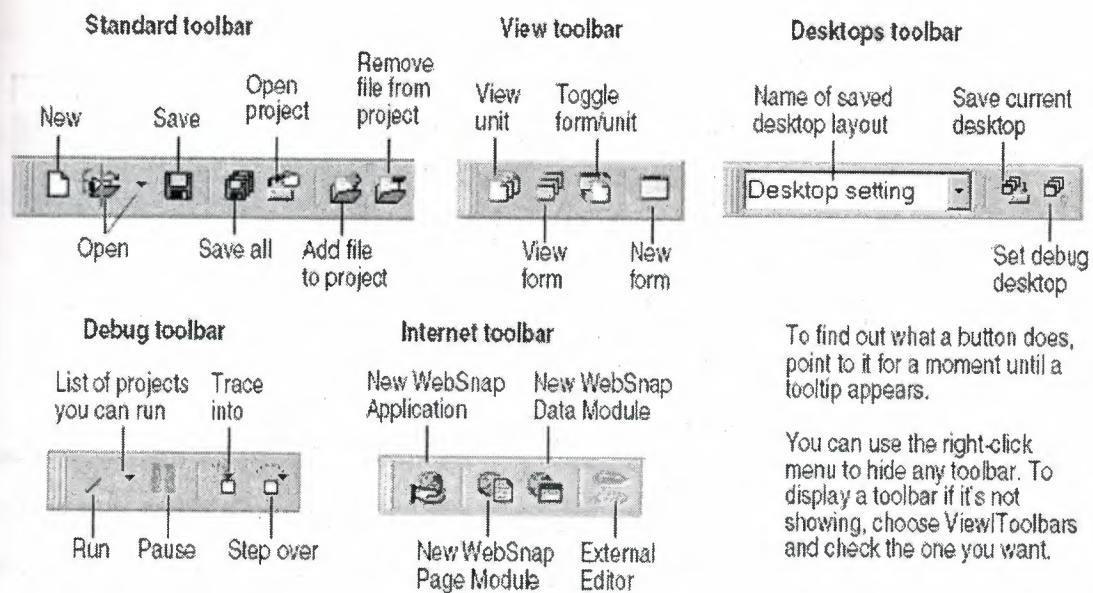 Standard toolbar
New
Save
Open
project
Remove
file from
project
Open
Save all
Add file
to project
View toolbar
View
unit
Toggle
form/unit
View
form
New
form
Desktops toolbar
Name of saved
desktop layout
Save current
desktop
Desktop setting
Set debug
desktop
Debug toolbar
List of projects
you can run
Trace
into
Run
Pause
Step over
Internet toolbar
New WebSnap
Application
New WebSnap
Data Module
New WebSnap
Page Module
External
Editor
To find out what a button does,
point to it for a moment until a
tooltip appears.
You can use the right-click
menu to hide any toolbar. To
display a toolbar if it's not
showing, choose View|Toolbars
and check the one you want.